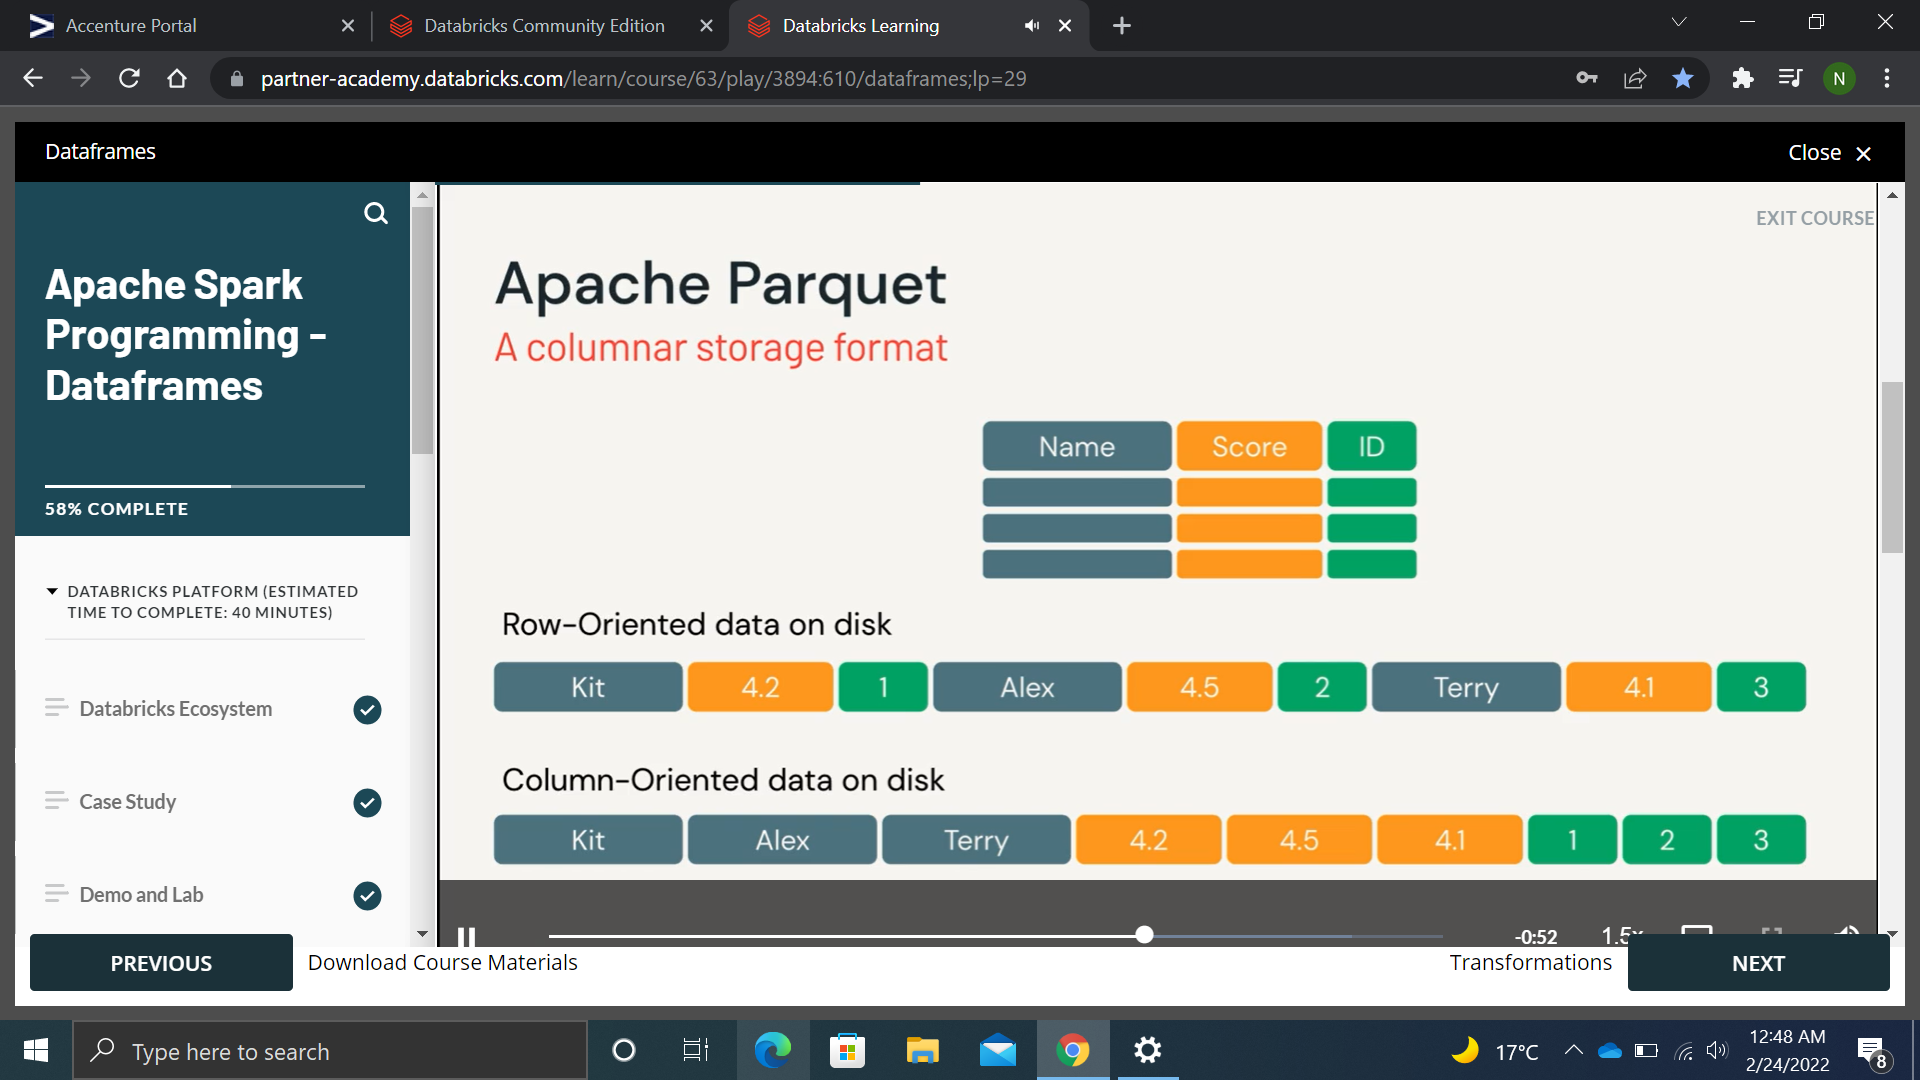 Accenture Portal
Databricks Community Edition
Databricks Learning
partner-academy.databricks.com/learn/course/63/play/3894:610/dataframes;lp=29
N
Dataframes
Close
EXIT COURSE
Apache Spark
Programming -
Dataframes
58% COMPLETE
DATABRICKS PLATFORM (ESTIMATED
TIME TO COMPLETE: 40 MINUTES)
Databricks Ecosystem
Case Study
Demo and Lab
Apache Parquet
A columnar storage format
Name Score ID
Row-Oriented data on disk
Kit 4.2 1 Alex 4.5 2 Terry 4.1 3
Column-Oriented data on disk
Kit Alex Terry 4.2 4.5 4.1 1 2 3
-0:52 1.5x
PREVIOUS
Download Course Materials
Transformations
NEXT
Type here to search
17°C
12:48 AM
2/24/2022
8